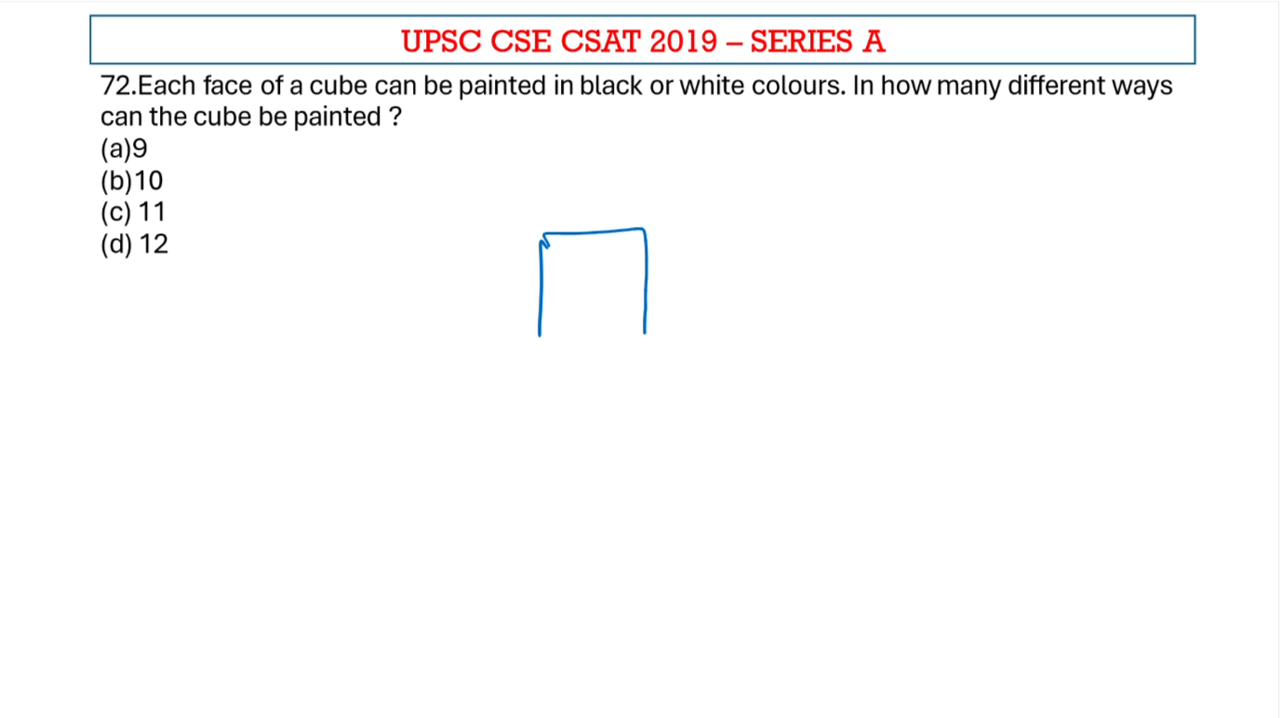 UPSC CSE CSAT 2019 – SERIES A
72.Each face of a cube can be painted in black or white colours. In how many different ways
can the cube be painted ?
(a)9
(b)10
(c) 11
(d) 12